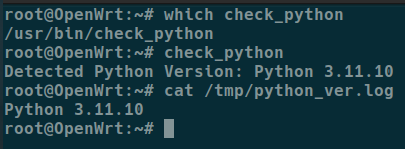 root@OpenWrt:~# which check_python
/usr/bin/check_python
root@OpenWrt:~# check_python
Detected Python Version: Python 3.11.10
root@OpenWrt:~# cat /tmp/python_ver.log
Python 3.11.10
root@OpenWrt:~#